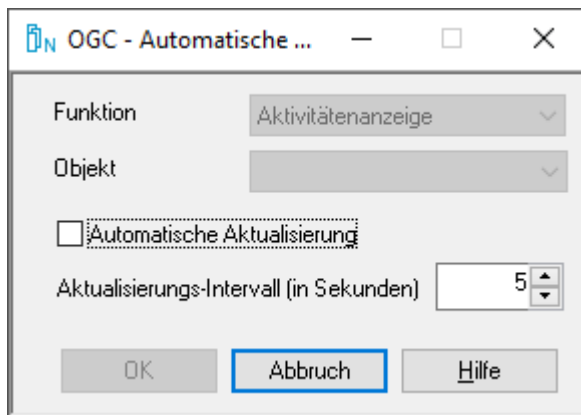 N OGC - Automatische ...
Funktion
Aktivitätenanzeige
Objekt
Automatische Aktualisierung
Aktualisierungs-Intervall (in Sekunden)
5
OK
Abbruch
Hilfe